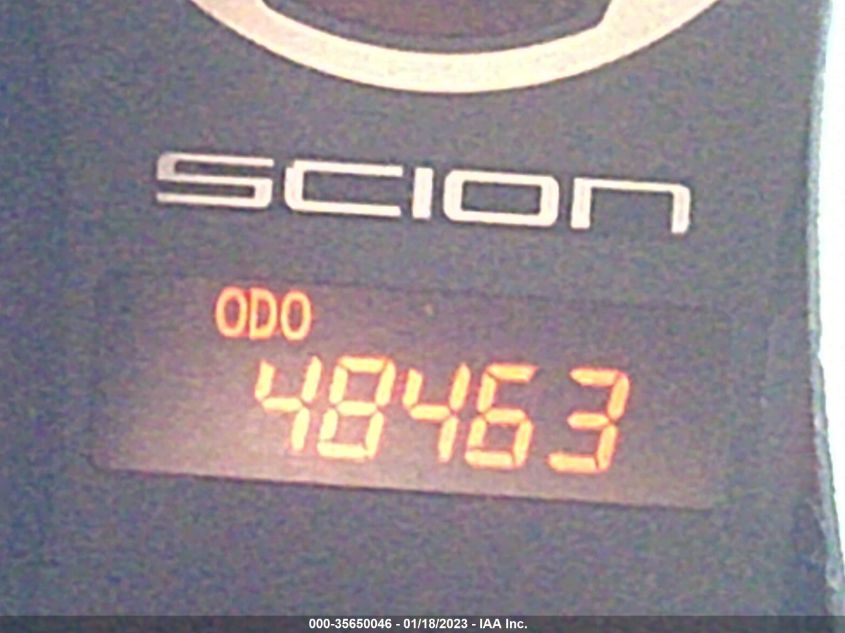 SCION
ODO
48463
000-35650046 - 01/18/2023 - IAA Inc.